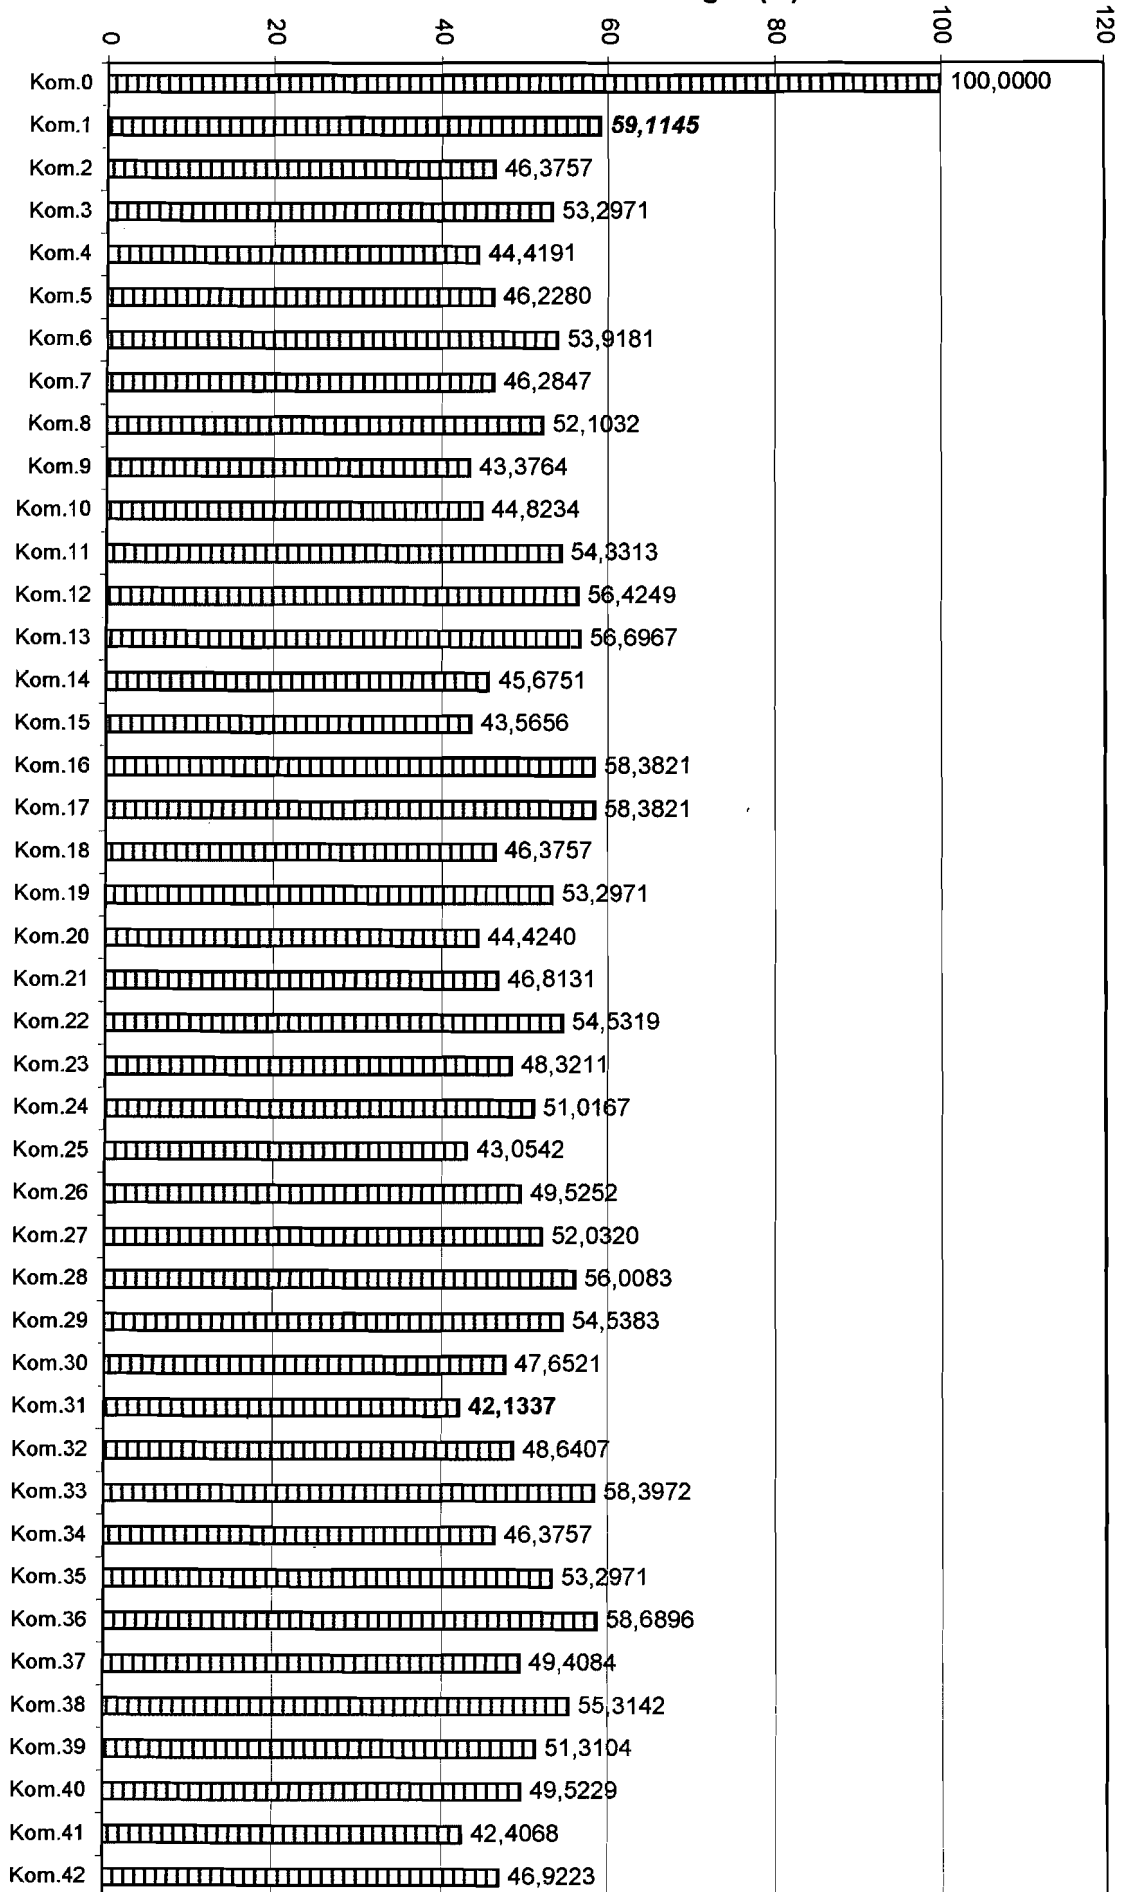 0 20 40 60 80 100 120
Kom.0 100,0000
Kom.1 59,1145
Kom.2 46,3757
Kom.3 53,2971
Kom.4 44,4191
Kom.5 46,2280
Kom.6 53,9181
Kom.7 46,2847
Kom.8 52,1032
Kom.9 43,3764
Kom.10 44,8234
Kom.11 54,3313
Kom.12 56,4249
Kom.13 56,6967
Kom.14 45,6751
Kom.15 43,5656
Kom.16 58,3821
Kom.17 58,3821
Kom.18 46,3757
Kom.19 53,2971
Kom.20 44,4240
Kom.21 46,8131
Kom.22 54,5319
Kom.23 48,3211
Kom.24 51,0167
Kom.25 43,0542
Kom.26 49,5252
Kom.27 52,0320
Kom.28 56,0083
Kom.29 54,5383
Kom.30 47,6521
Kom.31 42,1337
Kom.32 48,6407
Kom.33 58,3972
Kom.34 46,3757
Kom.35 53,2971
Kom.36 58,6896
Kom.37 49,4084
Kom.38 55,3142
Kom.39 51,3104
Kom.40 49,5229
Kom.41 42,4068
Kom.42 46,9223